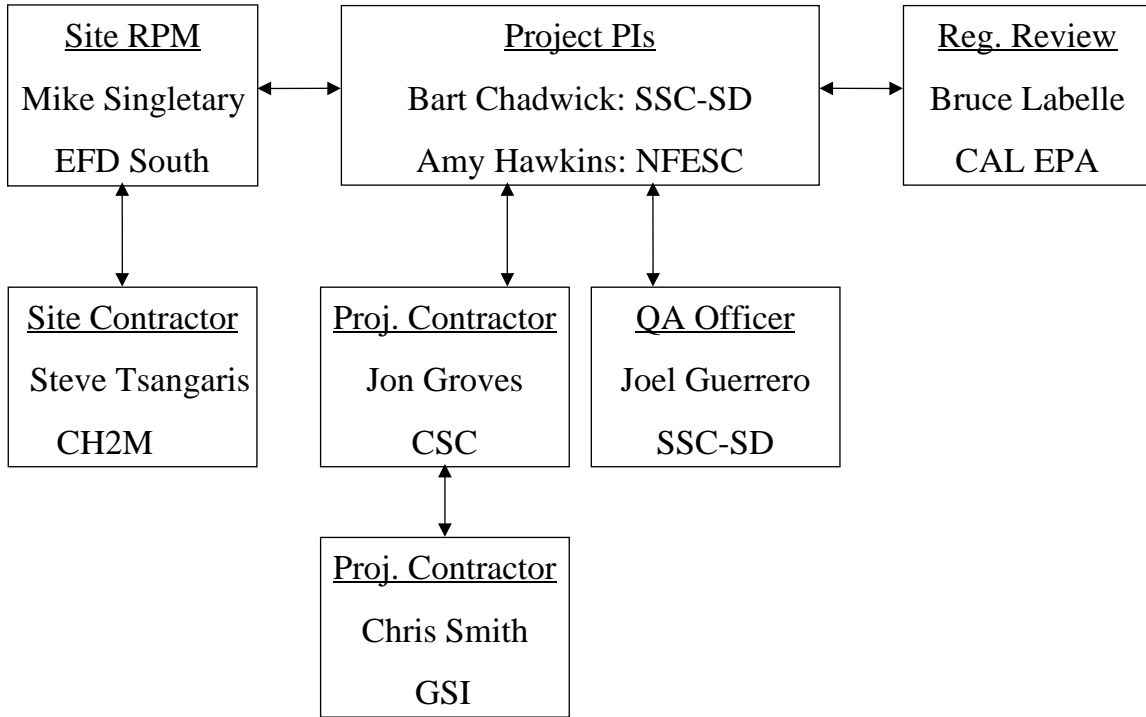 Site RPM
Mike Singletary
EFD South
Project PIs
Bart Chadwick: SSC-SD
Amy Hawkins: NFESC
Reg. Review
Bruce Labelle
CAL EPA
Site Contractor
Steve Tsangaris
CH2M
Proj. Contractor
Jon Groves
CSC
QA Officer
Joel Guerrero
SSC-SD
Proj. Contractor
Chris Smith
GSI